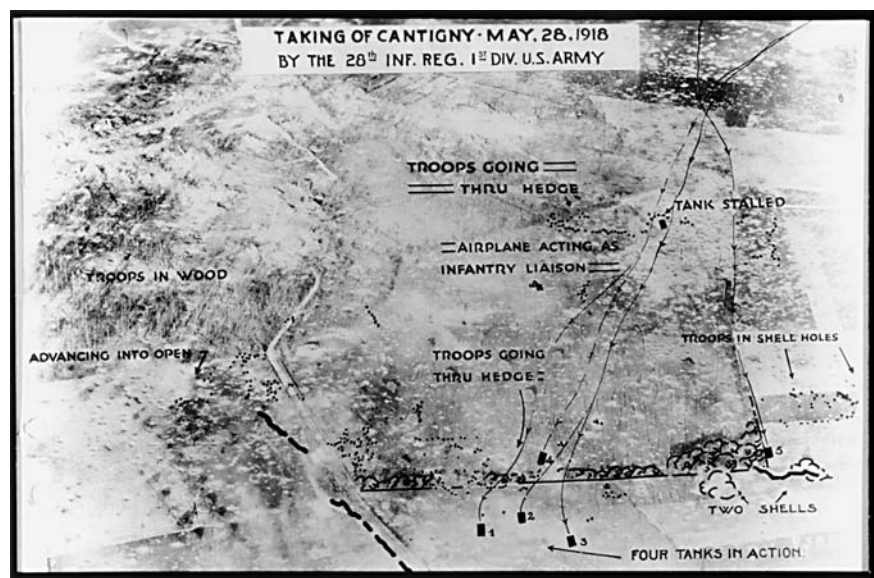 TAKING OF CANTIGNY · MAY. 28. 1918
BY THE 28th INF. REG. 1ST DIV. U.S. ARMY
TROOPS GOING
THRU HEDGE
TANK STALLED
AIRPLANE ACTING AS
INFANTRY LIAISON
TROOPS IN WOOD
TROOPS IN SHELL HOLES
ADVANCING INTO OPEN
TROOPS GOING
THRU HEDGE
4
5
TWO SHELLS
1
2
3
FOUR TANKS IN ACTION.